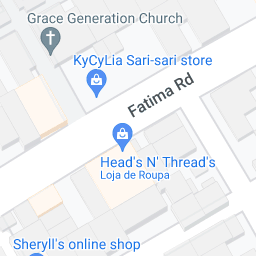 Grace Generation Church
KyCyLia Sari-sari store
Fatima Rd
Head's N' Thread's
Loja de Roupa
Sheryll's online shop